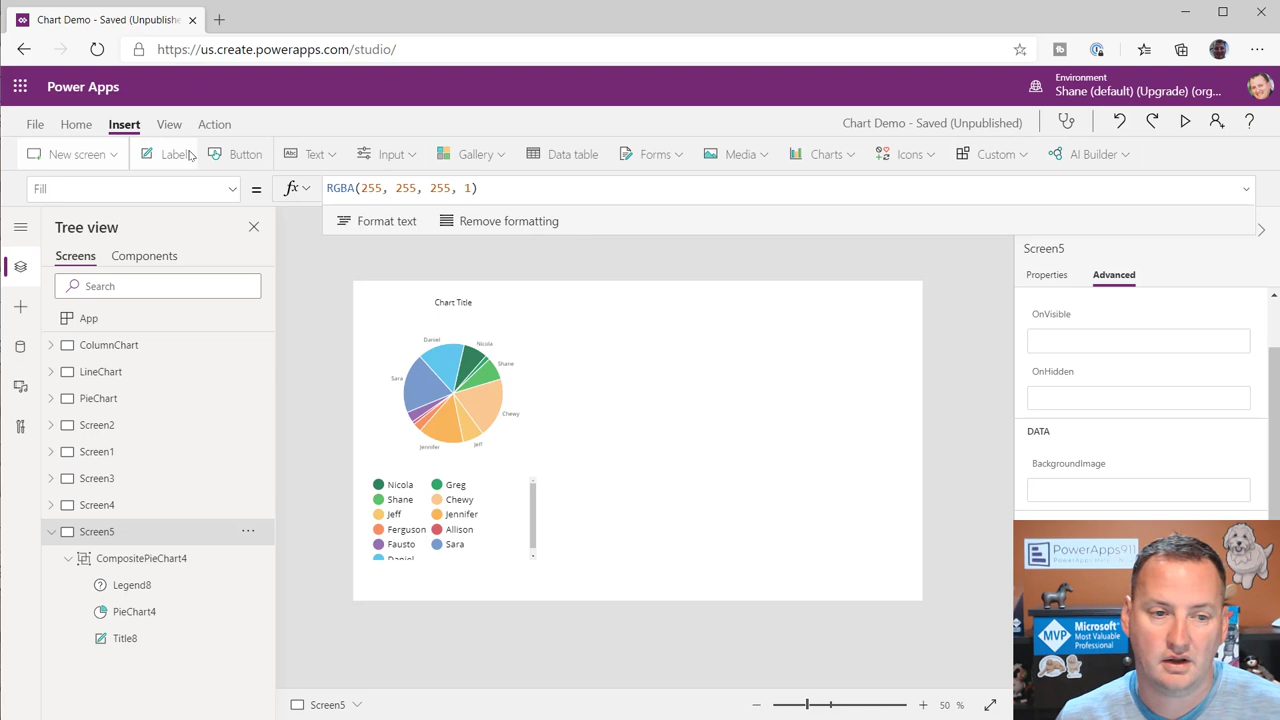 Chart Demo - Saved (Unpublishe
https://us.create.powerapps.com/studio/
Power Apps
Environment
Shane (default) (Upgrade) (org...
File Home Insert View Action
Chart Demo - Saved (Unpublished)
New screen Label Button Text Input Gallery Data table Forms Media Charts Icons Custom AI Builder
Fill = fx RGBA(255, 255, 255, 1)
Format text Remove formatting
Tree view
Screens Components
Search
App
ColumnChart
LineChart
PieChart
Screen2
Screen1
Screen3
Screen4
Screen5 ...
CompositePieChart4
Legend8
PieChart4
Title8
Chart Title
Daniel
Nicola
Shane
Sara
Chewy
Jennifer
Jeff
Nicola Greg
Shane Chewy
Jeff Jennifer
Ferguson Allison
Fausto Sara
Daniel
Screen5
Properties Advanced
OnVisible
OnHidden
DATA
BackgroundImage
PowerApps911
MVP
Microsoft
Most Valuable
Professional
Screen5
50 %